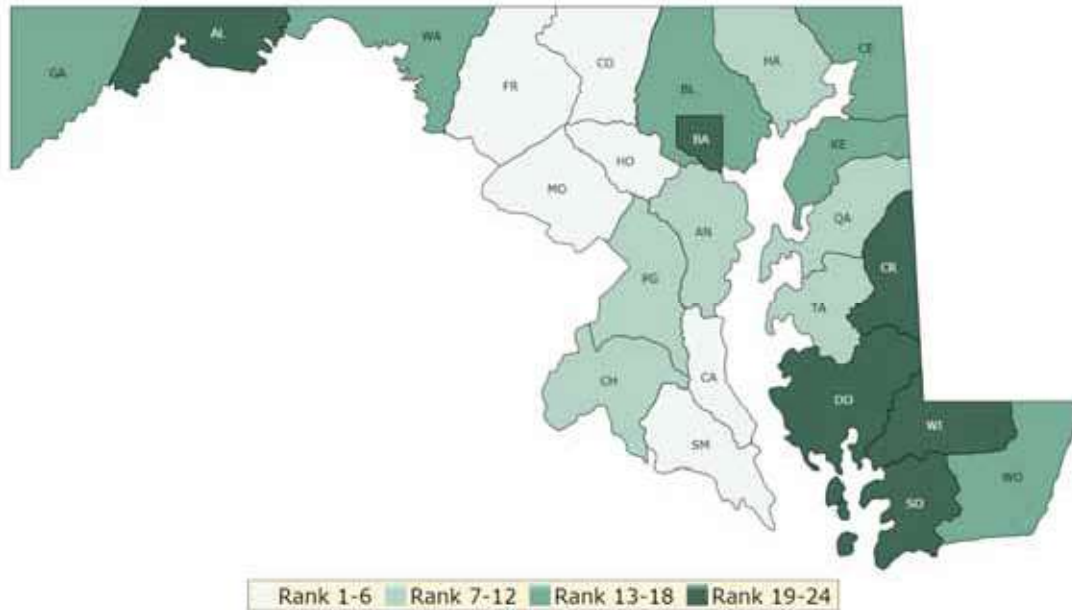 GA
AL
WA
FR
CO
BL
HA
CE
BA
KE
HO
MO
AN
QA
CR
PG
TA
CH
CA
DO
WI
SM
SO
WO
Rank 1-6 Rank 7-12 Rank 13-18 Rank 19-24